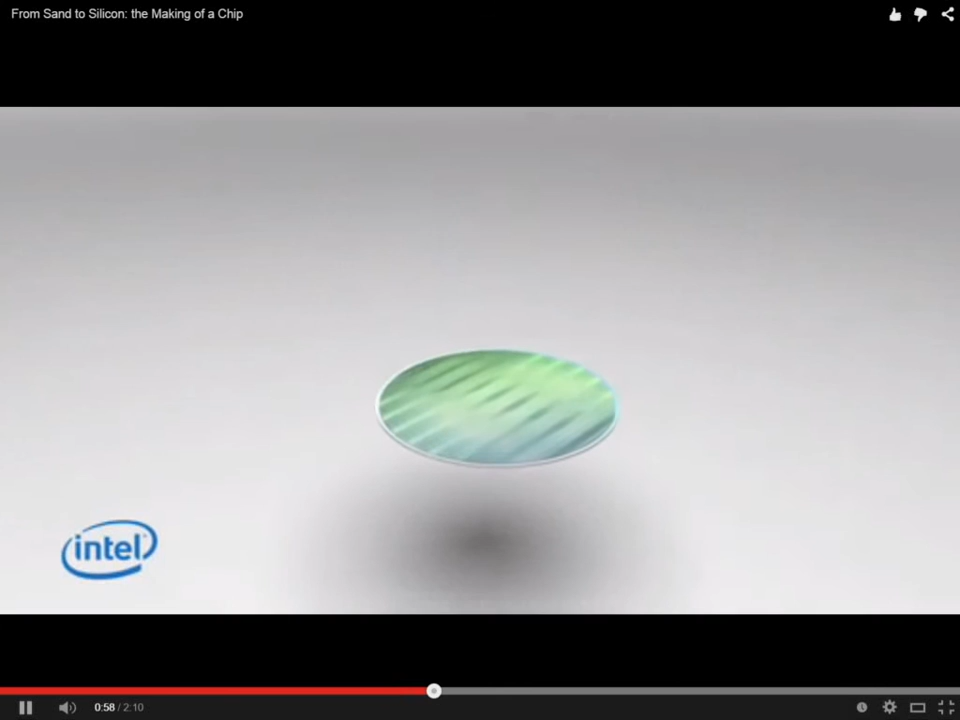 From Sand to Silicon: the Making of a Chip
intel
0:58 / 2:10